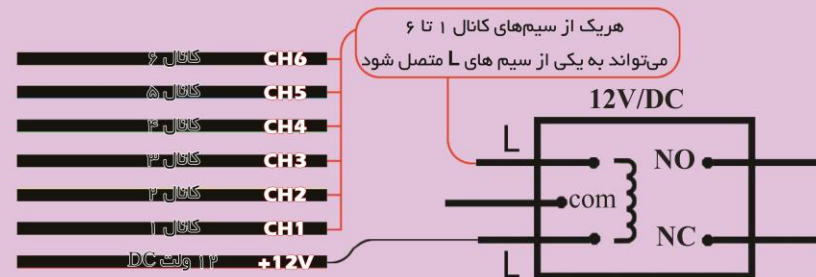 هریک از سیم‌های کانال ۱ تا ۶
می‌تواند به یکی از سیم های L متصل شود
کانال ۶ CH6
کانال ۵ CH5
کانال ۴ CH4
کانال ۳ CH3
کانال ۲ CH2
کانال ۱ CH1
۱۲ ولت DC +12V
12V/DC
L
NO
com
NC
L